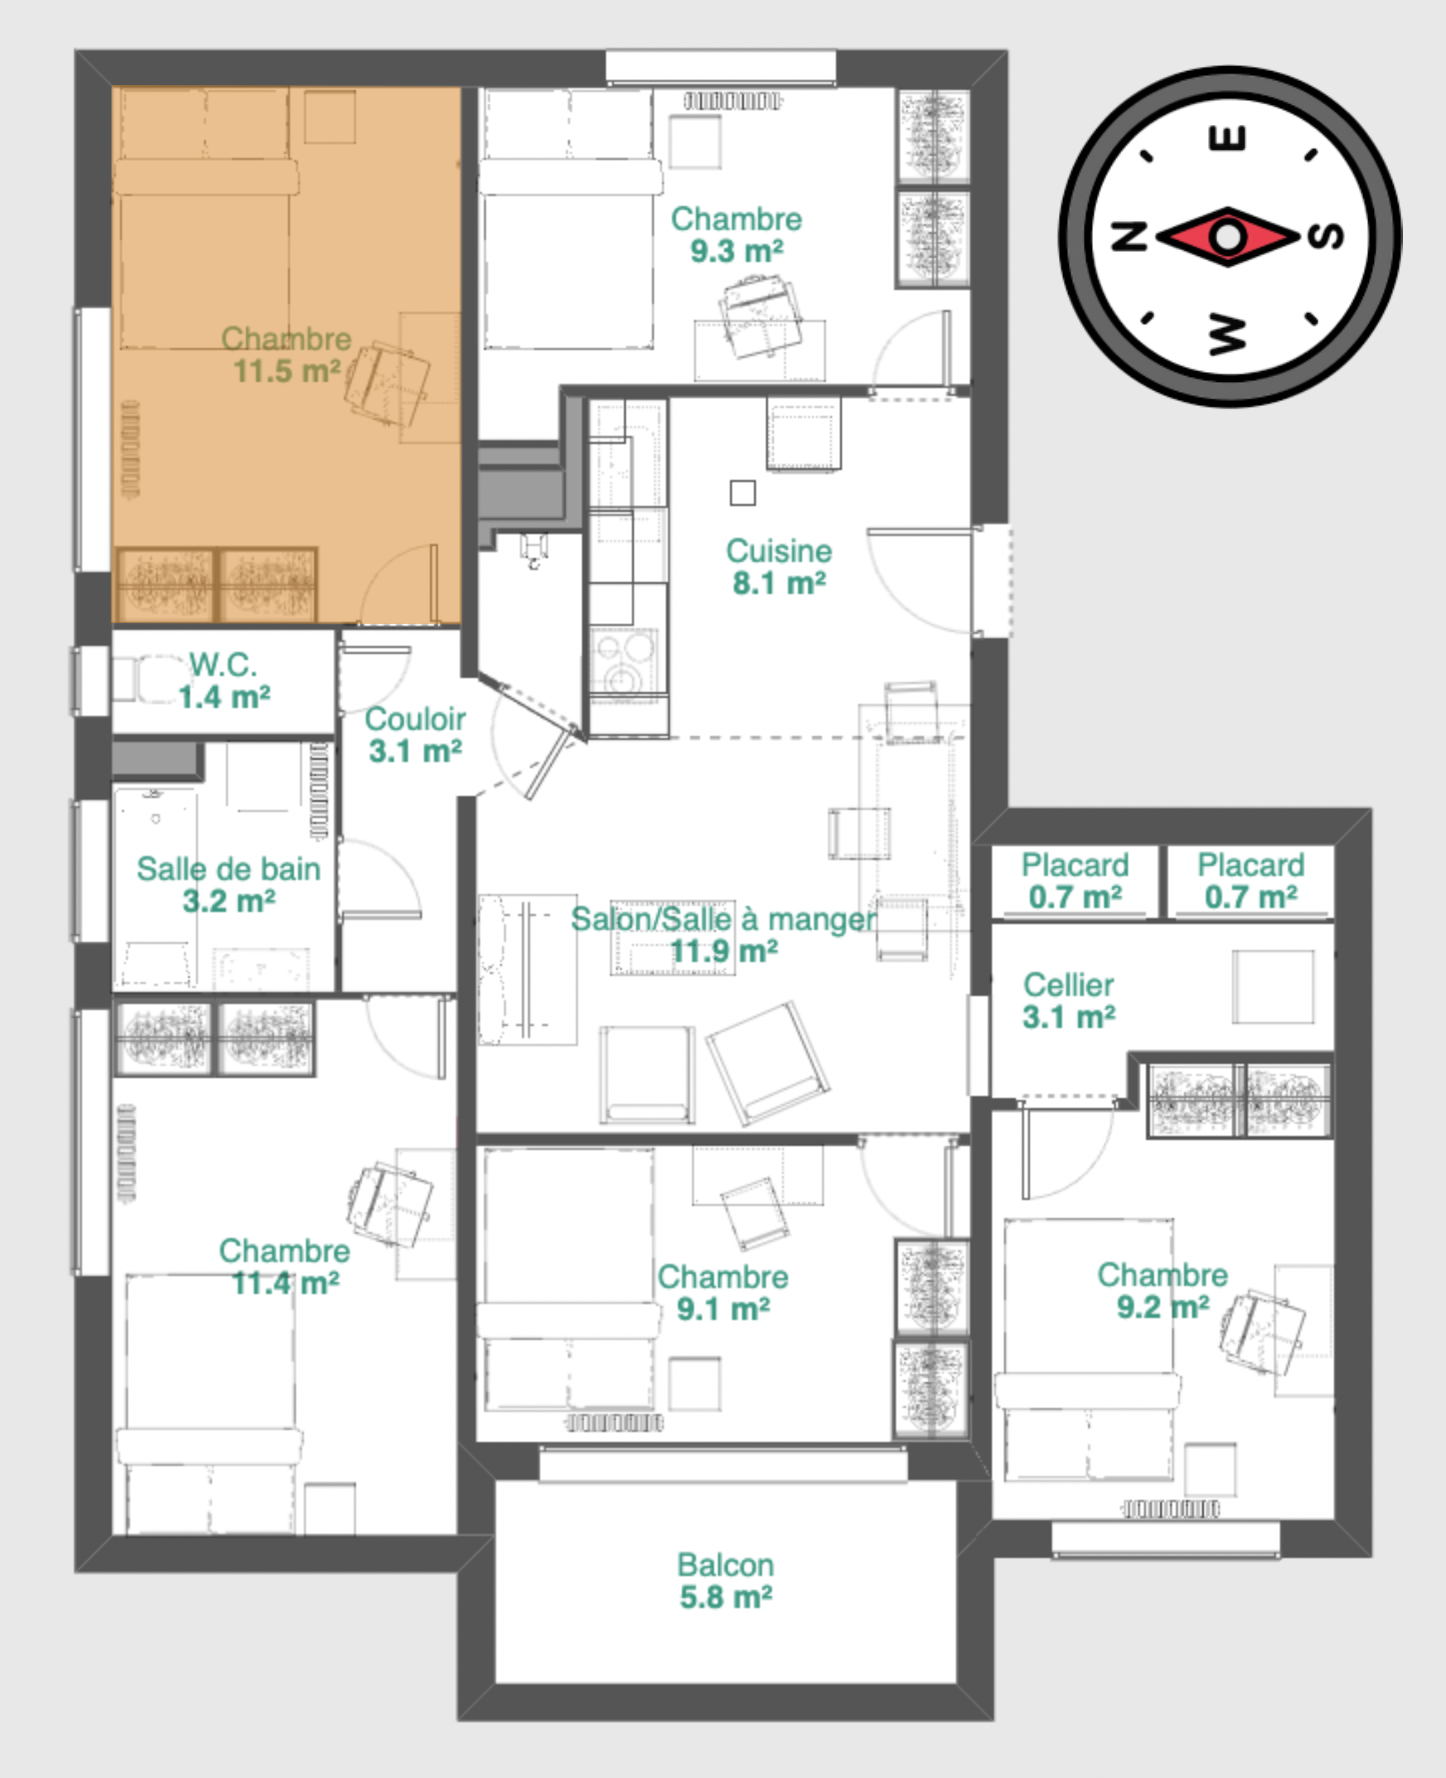 E
N
S
W
Chambre
9.3 m²
Chambre
11.5 m²
Cuisine
8.1 m²
W.C.
1.4 m²
Couloir
3.1 m²
Salle de bain
3.2 m²
Placard
0.7 m²
Placard
0.7 m²
Salon/Salle à manger
11.9 m²
Cellier
3.1 m²
Chambre
11.4 m²
Chambre
9.1 m²
Chambre
9.2 m²
Balcon
5.8 m²